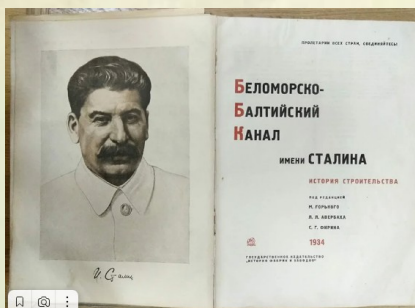 И. Сталин
ПРОЛЕТАРИИ ВСЕХ СТРАН, СОЕДИНЯЙТЕСЬ!
БЕЛОМОРСКО-
БАЛТИЙСКИЙ
КАНАЛ
ИМЕНИ СТАЛИНА
ИСТОРИЯ СТРОИТЕЛЬСТВА
ПОД РЕДАКЦИЕЙ
М. ГОРЬКОГО
Л. Л. АВЕРБАХА
С. Г. ФИРИНА
1934
ГОСУДАРСТВЕННОЕ ИЗДАТЕЛЬСТВО
"ИСТОРИЯ ФАБРИК И ЗАВОДОВ"